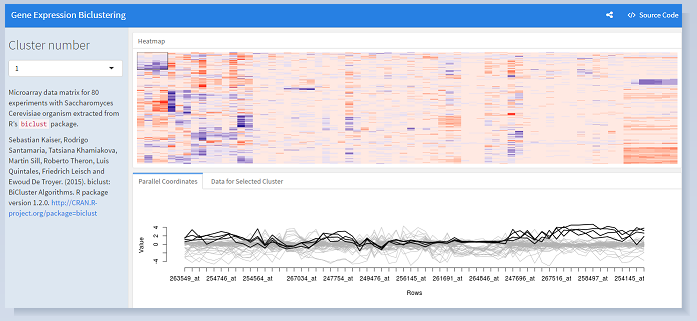 Gene Expression Biclustering
Source Code
Cluster number
1
Microarray data matrix for 80
experiments with Saccharomyces
Cerevisiae organism extracted from
R's biclust package.
Sebastian Kaiser, Rodrigo
Santamaria, Tatsiana Khamiakova,
Martin Sill, Roberto Theron, Luis
Quintales, Friedrich Leisch and
Ewoud De Troyer. (2015). biclust:
BiCluster Algorithms. R package
version 1.2.0. http://CRAN.R-
project.org/package=biclust
Heatmap
Parallel Coordinates
Data for Selected Cluster
Value
4
2
0
-4
263549_at 254746_at 254564_at 267034_at 247754_at 249476_at 256145_at 261691_at 264846_at 247696_at 267516_at 258497_at 254145_at
Rows